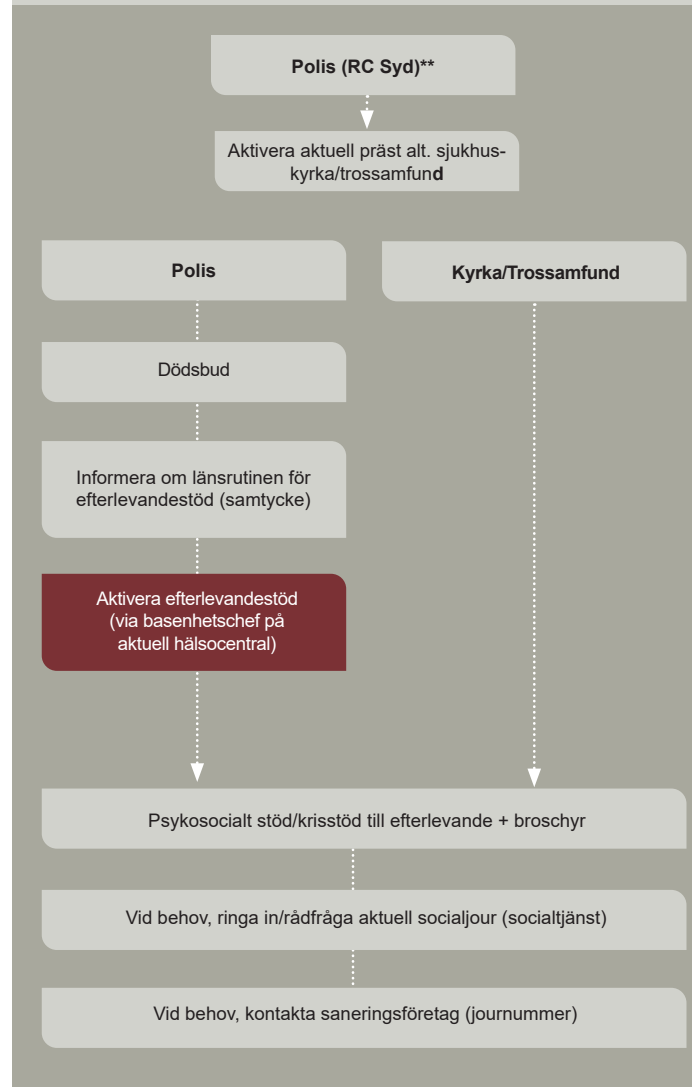 Polis (RC Syd)**
Aktivera aktuell präst alt. sjukhus-
kyrka/trossamfund
Polis
Kyrka/Trossamfund
Dödsbud
Informera om länsrutinen för
efterlevandestöd (samtycke)
Aktivera efterlevandestöd
(via basenhetschef på
aktuell hälsocentral)
Psykosocialt stöd/krisstöd till efterlevande + broschyr
Vid behov, ringa in/rådfråga aktuell socialjour (socialtjänst)
Vid behov, kontakta saneringsföretag (journummer)